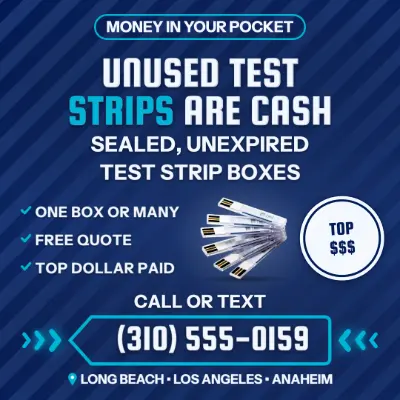 MONEY IN YOUR POCKET
UNUSED TEST
STRIPS ARE CASH
SEALED, UNEXPIRED
TEST STRIP BOXES
ONE BOX OR MANY
FREE QUOTE
TOP DOLLAR PAID
TOP
$$$
CALL OR TEXT
(310) 555-0159
LONG BEACH • LOS ANGELES • ANAHEIM